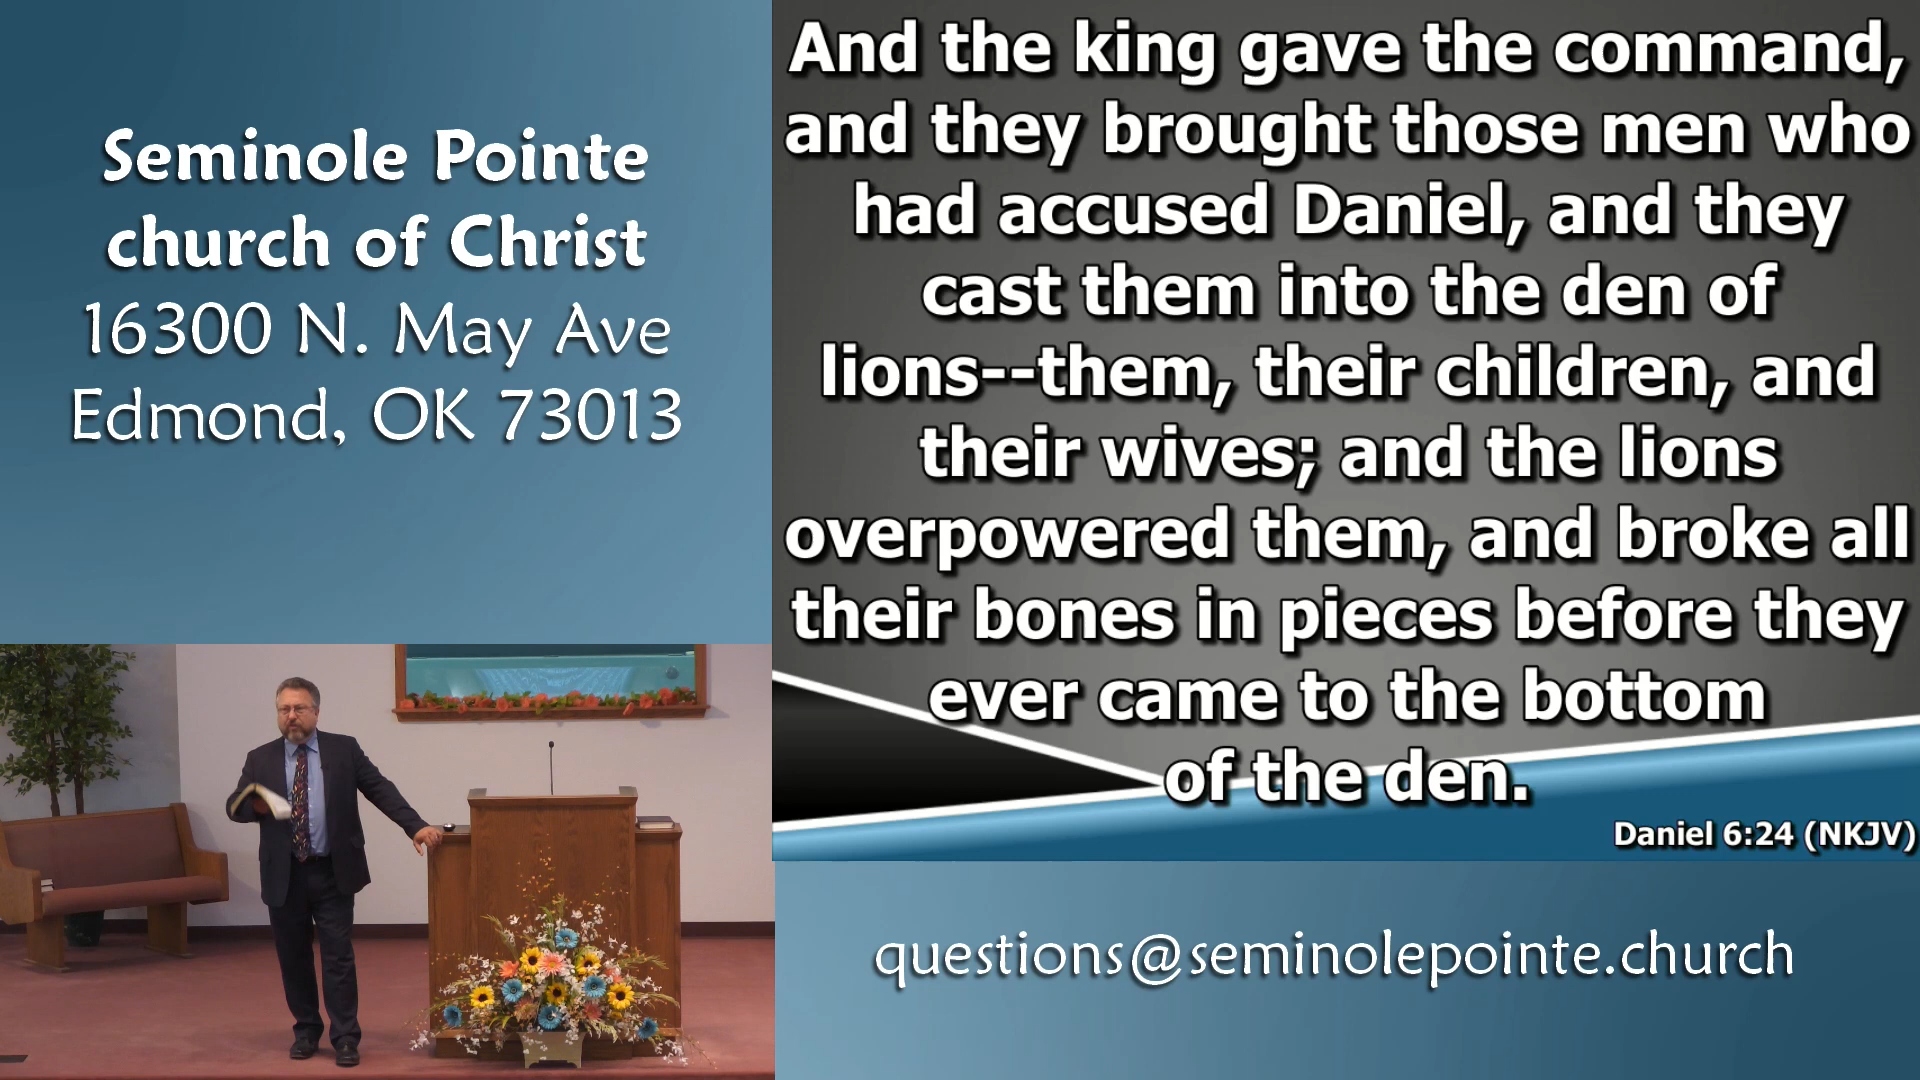 Seminole Pointe
church of Christ
16300 N. May Ave
Edmond, OK 73013
And the king gave the command,
and they brought those men who
had accused Daniel, and they
cast them into the den of
lions--them, their children, and
their wives; and the lions
overpowered them, and broke all
their bones in pieces before they
ever came to the bottom
of the den.
Daniel 6:24 (NKJV)
questions@seminolepointe.church